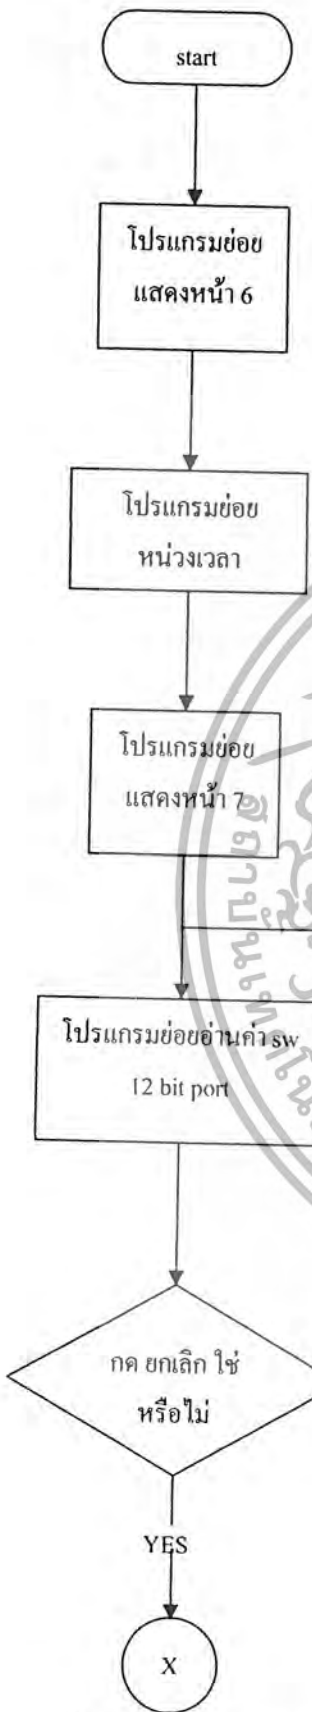 start
โปรแกรมย่อย
แสดงหน้า 6
โปรแกรมย่อย
หน่วงเวลา
โปรแกรมย่อย
แสดงหน้า 7
โปรแกรมย่อยอ่านค่า sw
12 bit port
กด ยกเลิก ใช่
หรือไม่
YES
X